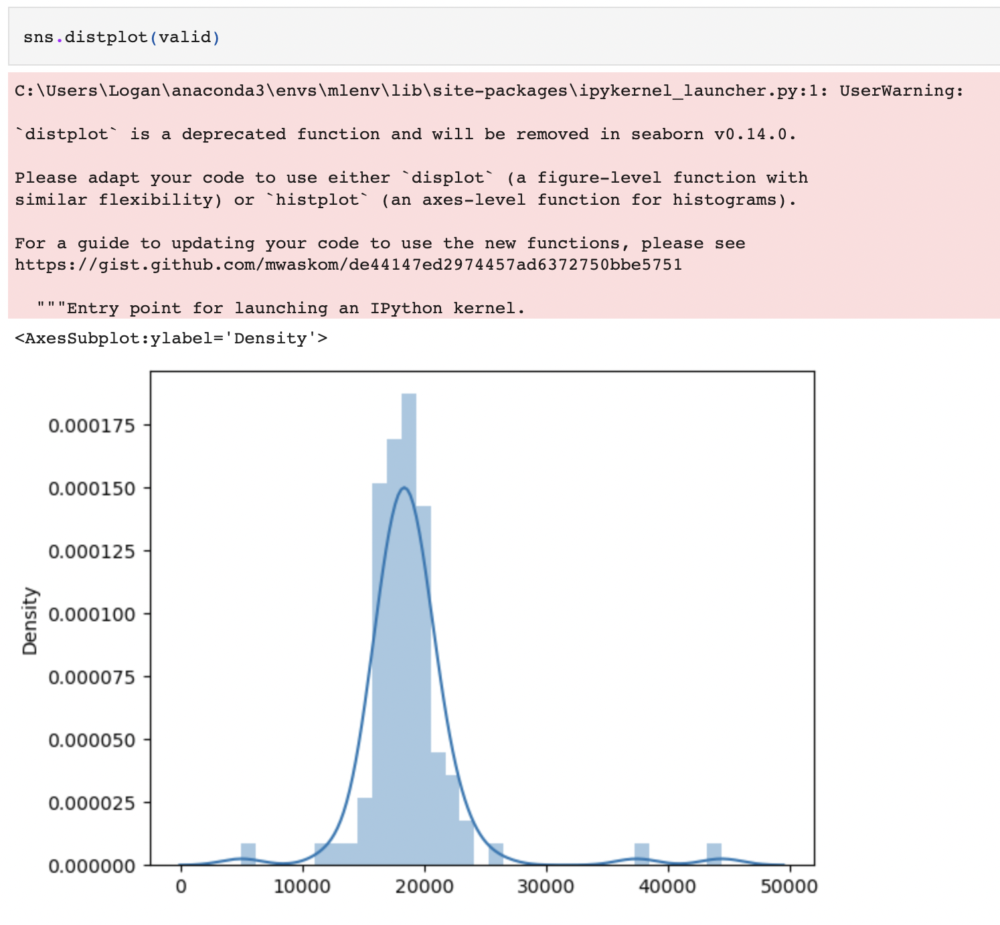 sns.distplot(valid)
C:\Users\Logan\anaconda3\envs\mlenv\lib\site-packages\ipykernel_launcher.py:1: UserWarning:
`distplot` is a deprecated function and will be removed in seaborn v0.14.0.
Please adapt your code to use either `displot` (a figure-level function with
similar flexibility) or `histplot` (an axes-level function for histograms).
For a guide to updating your code to use the new functions, please see
https://gist.github.com/mwaskom/de44147ed2974457ad6372750bbe5751
"""Entry point for launching an IPython kernel.
<AxesSubplot:ylabel='Density'>
0.000175
0.000150
0.000125
0.000100
0.000075
0.000050
0.000025
0.000000
Density
0 10000 20000 30000 40000 50000